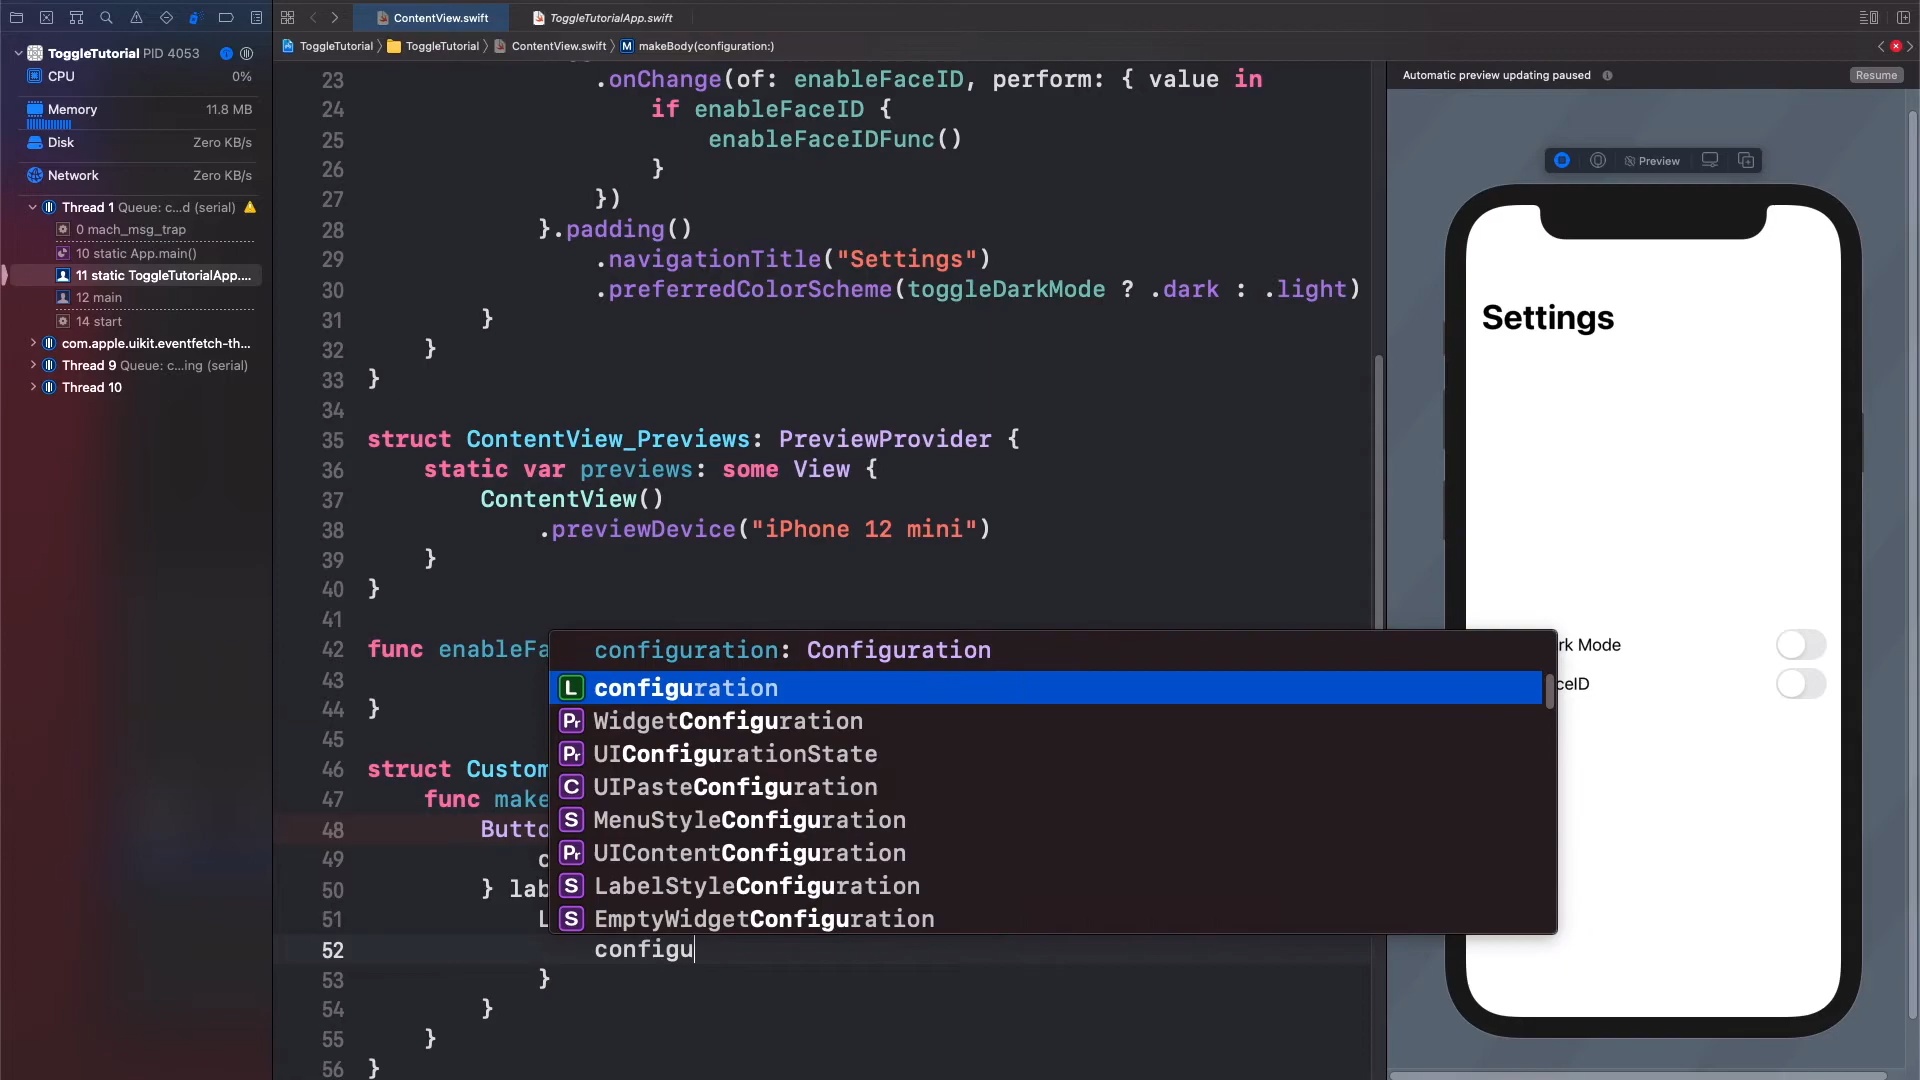 ContentView.swift
ToggleTutorialApp.swift
ToggleTutorial PID 4053
ToggleTutorial
ToggleTutorial
ContentView.swift
M
makeBody(configuration:)
CPU
0%
Memory
11.8 MB
Disk
Zero KB/s
Network
Zero KB/s
Thread 1 Queue: c...d (serial)
0 mach_msg_trap
10 static App.main()
11 static ToggleTutorialApp....
12 main
14 start
com.apple.uikit.eventfetch-th...
Thread 9 Queue: c...ing (serial)
Thread 10
23 .onChange(of: enableFaceID, perform: { value in
24 if enableFaceID {
25 enableFaceIDFunc()
26 }
27 })
28 }.padding()
29 .navigationTitle("Settings")
30 .preferredColorScheme(toggleDarkMode ? .dark : .light)
31 }
32 }
33 }
34
35 struct ContentView_Previews: PreviewProvider {
36 static var previews: some View {
37 ContentView()
38 .previewDevice("iPhone 12 mini")
39 }
40 }
41
42 func enableFa
43
44 }
45
46 struct Custom
47 func make
48 Butto
49 c
50 } lab
51 L
52 configu
53 }
54 }
55 }
56 }
configuration: Configuration
L configuration
Pr WidgetConfiguration
Pr UIConfigurationState
C UIPasteConfiguration
S MenuStyleConfiguration
Pr UIContentConfiguration
S LabelStyleConfiguration
S EmptyWidgetConfiguration
Automatic preview updating paused
Resume
Preview
Settings
rk Mode
ceID